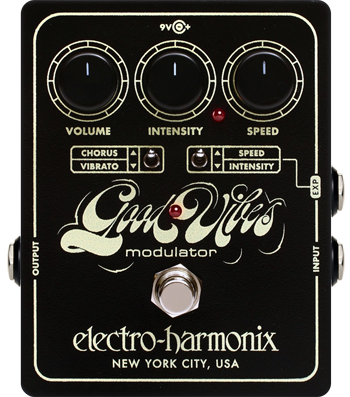 9V
VOLUME INTENSITY SPEED
CHORUS
VIBRATO
SPEED
INTENSITY
EXP
Good Vibes
modulator
OUTPUT
INPUT
electro-harmonix
NEW YORK CITY, USA